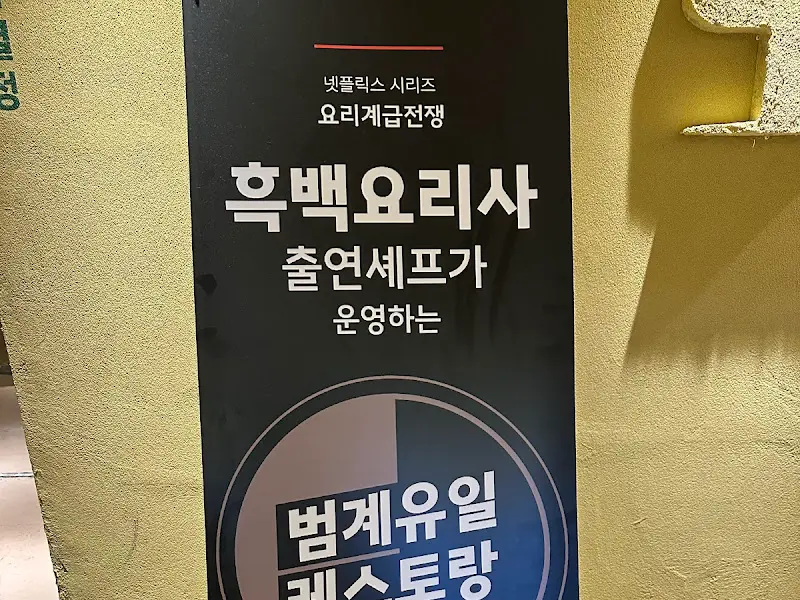 넷플릭스 시리즈
요리계급전쟁
흑백요리사
출연셰프가
운영하는
범계유일
레스토랑